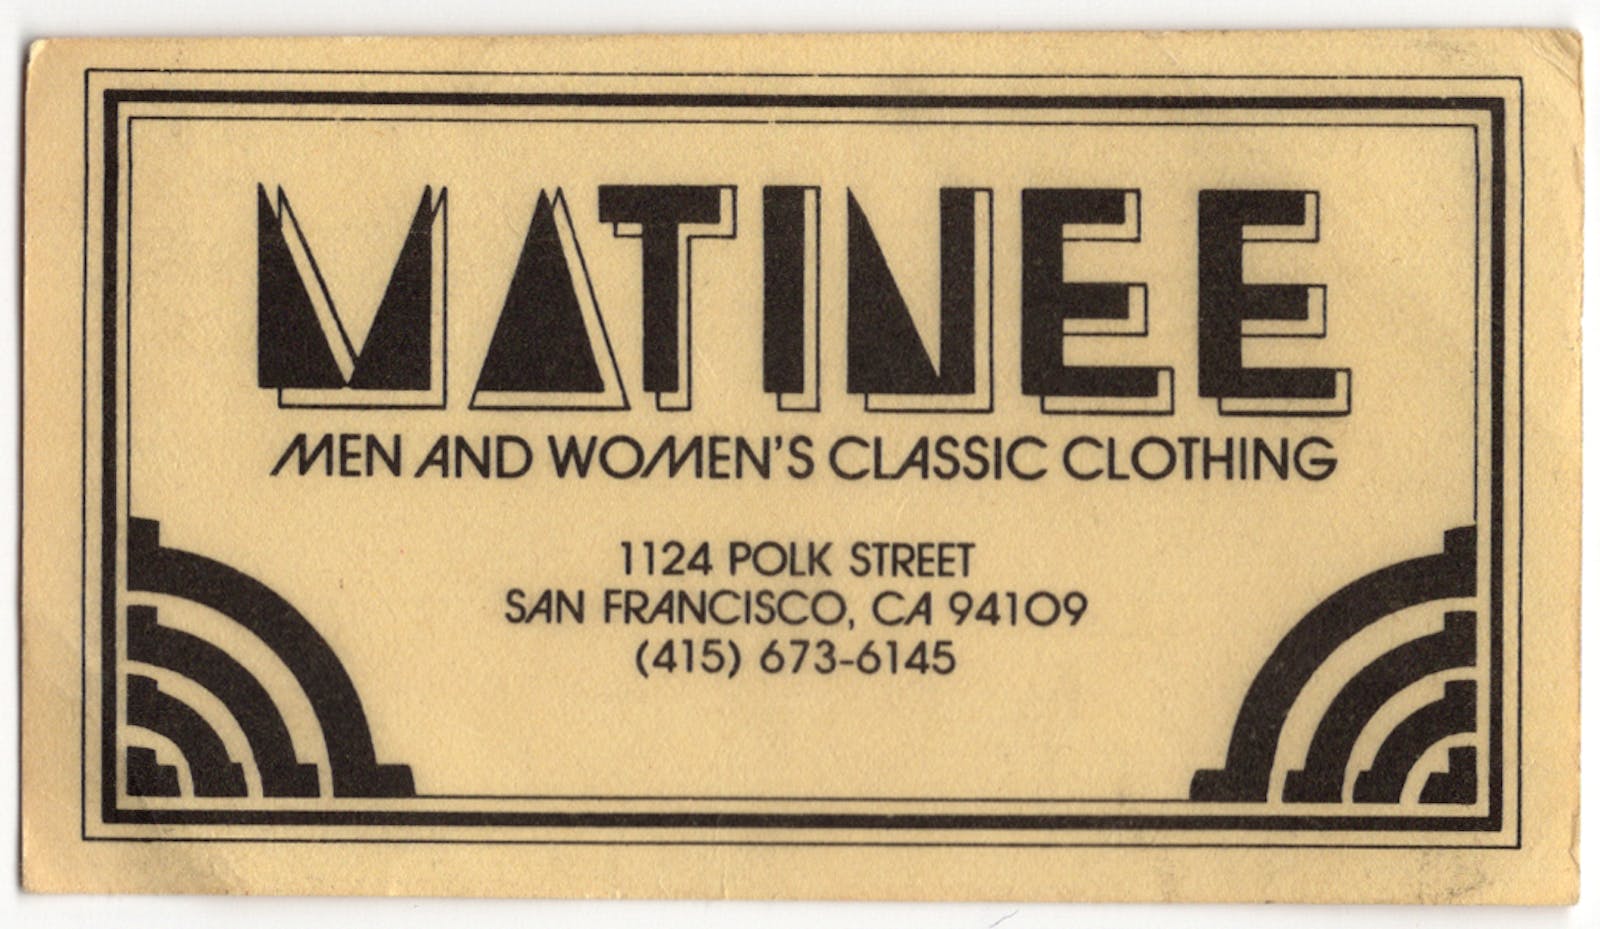 MATINEE
MEN AND WOMEN'S CLASSIC CLOTHING
1124 POLK STREET
SAN FRANCISCO, CA 94109
(415) 673-6145